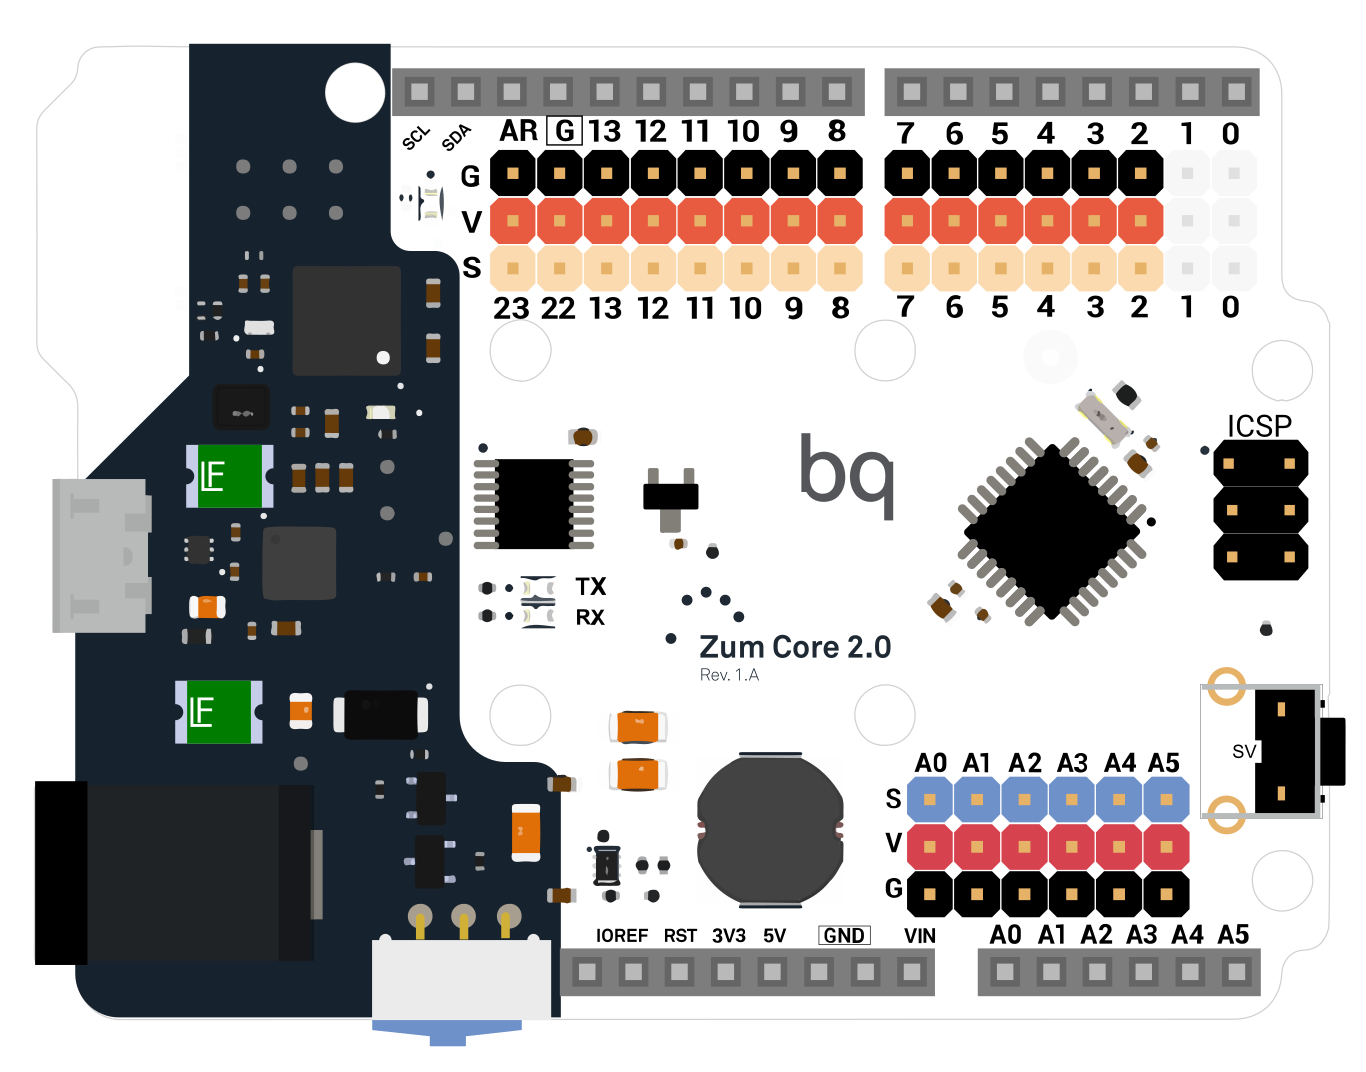 SCL SDA AR G 13 12 11 10 9 8 7 6 5 4 3 2 1 0
G
V
S
23 22 13 12 11 10 9 8 7 6 5 4 3 2 1 0
ICSP
bq
LF
TX
RX
Zum Core 2.0
Rev. 1.A
LF
SV
A0 A1 A2 A3 A4 A5
S
V
G
IOREF RST 3V3 5V GND VIN A0 A1 A2 A3 A4 A5